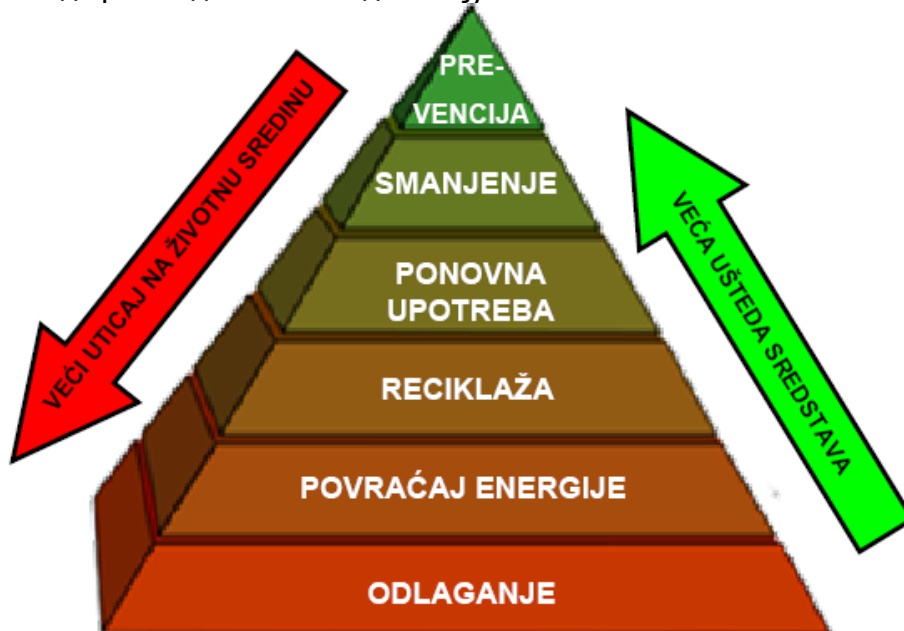 PRE-
VENCIJA
SMANJENJE
PONOVNA
UPOTREBA
RECIKLAŽA
POVRAĆAJ ENERGIJE
ODLAGANJE
VEĆI UTICAJ NA ŽIVOTNU SREDINU
VEĆA UŠTEDA SREDSTAVA